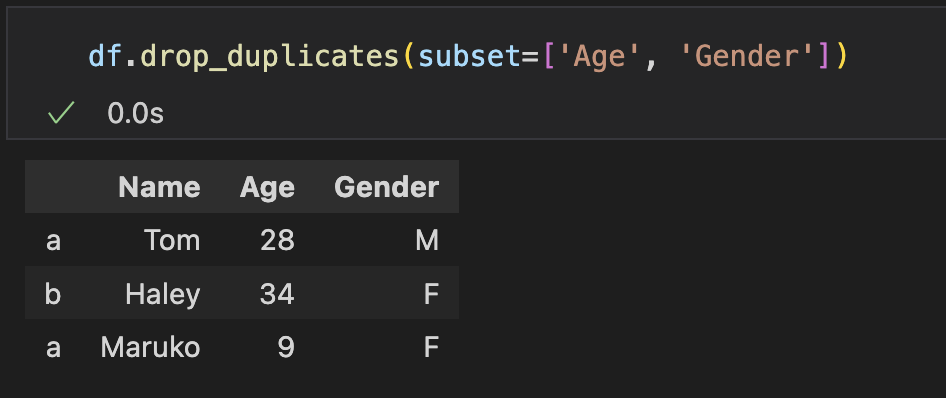 df.drop_duplicates(subset=['Age', 'Gender'])
0.0s
Name Age Gender
a Tom 28 M
b Haley 34 F
a Maruko 9 F